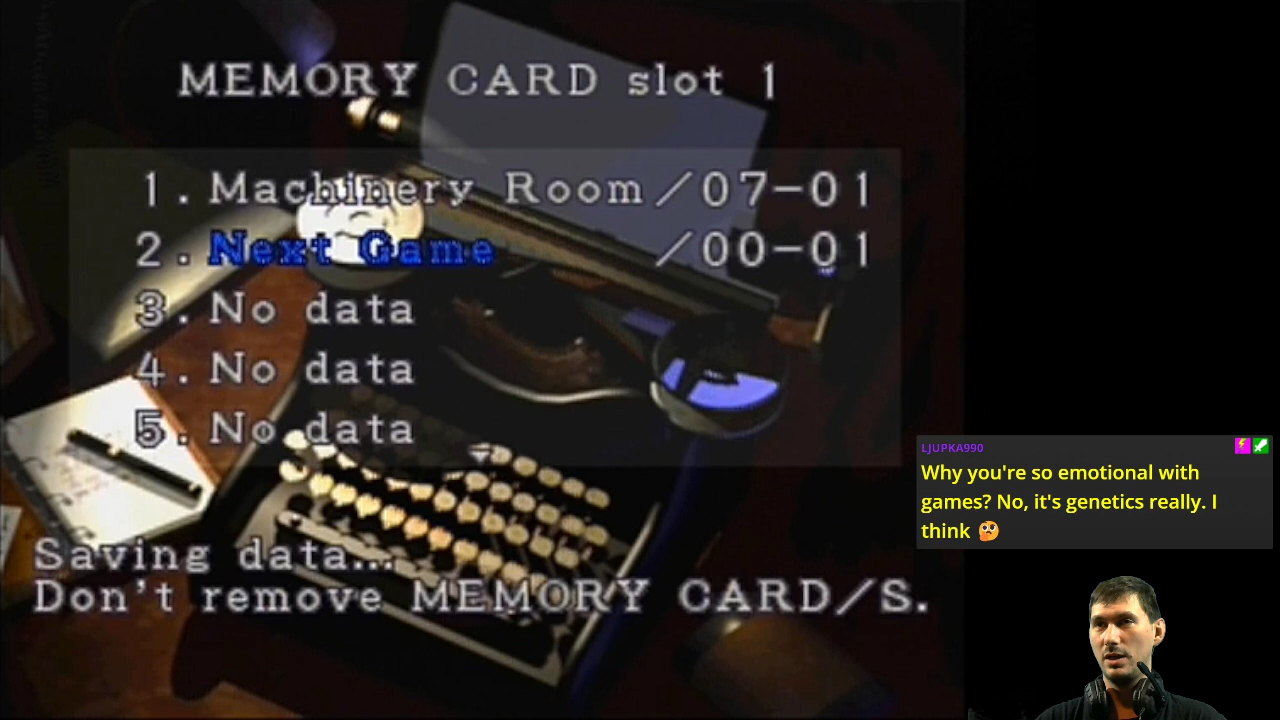 MEMORY CARD slot 1
1. Machinery Room/07-01
2. Next Game /00-01
3. No data
4. No data
5. No data
Saving data...
Don't remove MEMORY CARD/S.
LJUPKA990
Why you're so emotional with
games? No, it's genetics really. I
think 🤔